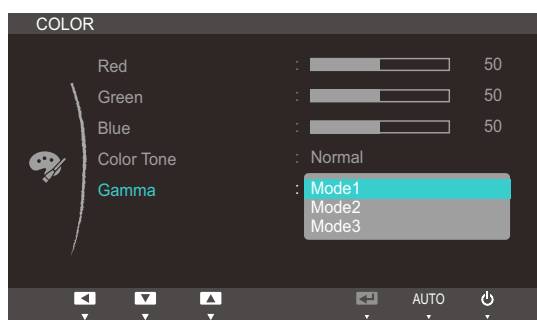 COLOR
Red : 50
Green : 50
Blue : 50
Color Tone : Normal
Gamma : Mode1
Mode2
Mode3
AUTO